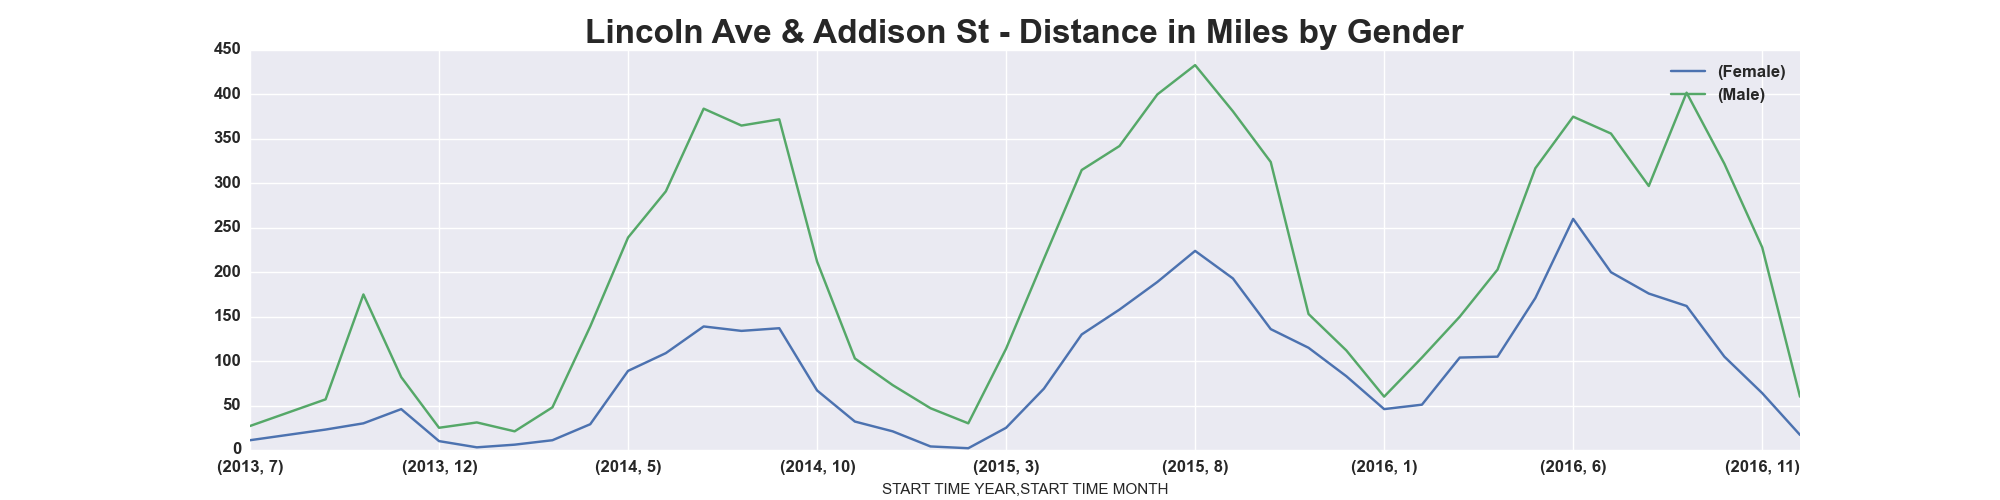 Lincoln Ave & Addison St - Distance in Miles by Gender
450
400
350
300
250
200
150
100
50
0
(Female)
(Male)
(2013, 7) (2013, 12) (2014, 5) (2014, 10) (2015, 3) (2015, 8) (2016, 1) (2016, 6) (2016, 11)
START TIME YEAR,START TIME MONTH